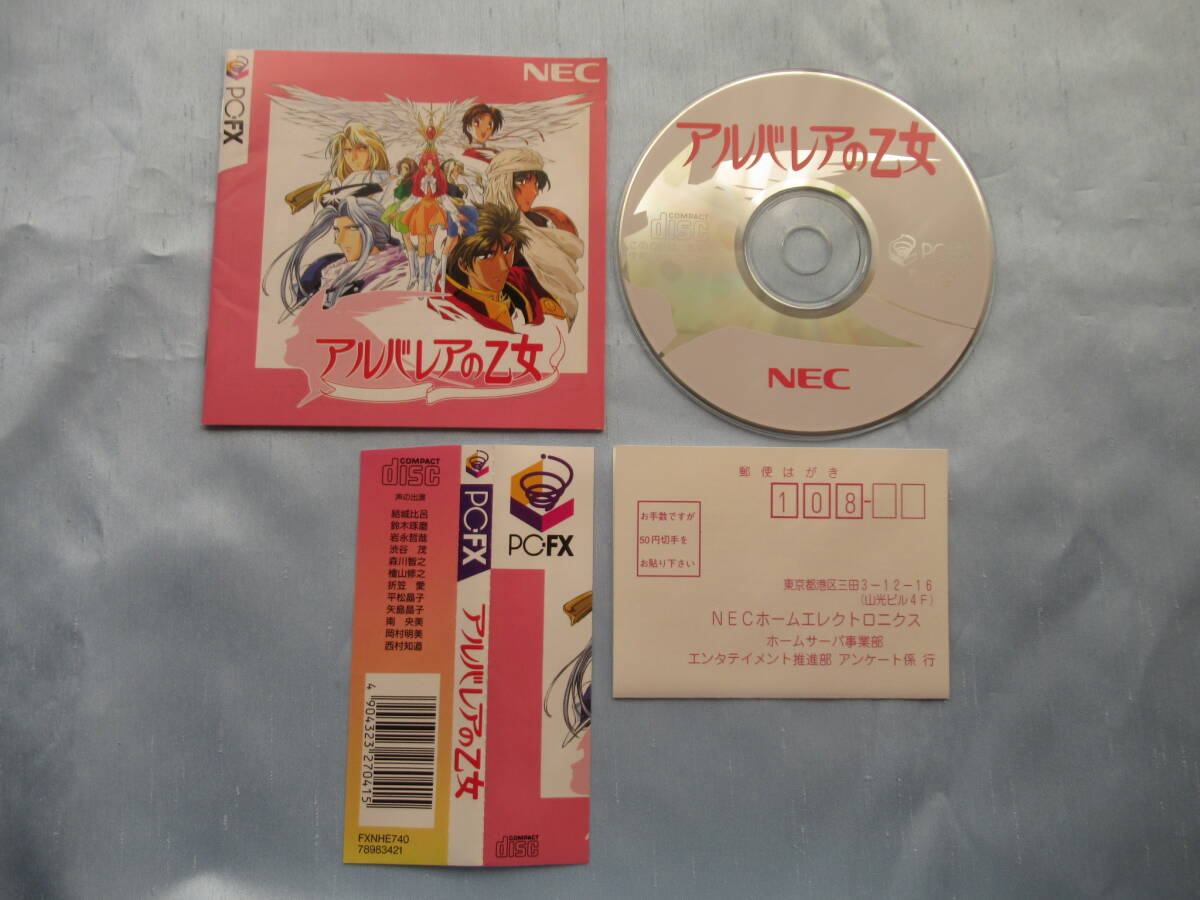 NEC
PC-FX
アルバレアの乙女
アルバレアの乙女
COMPACT
disc
PC-FX
NEC
COMPACT
disc
声の出演
結城比呂
鈴木琢磨
岩永哲哉
渋谷 茂
森川智之
檜山修之
折笠 愛
平松晶子
矢島晶子
南 央美
岡村明美
西村知道
4 904323 270415
FXNHE740
78983421
PC-FX
アルバレアの乙女
PC-FX
COMPACT
disc
郵便はがき
108-
お手数ですが
50円切手を
お貼り下さい
東京都港区三田3-12-16
(山光ビル4F)
NECホームエレクトロニクス
ホームサーバ事業部
エンタテイメント推進部 アンケート係 行